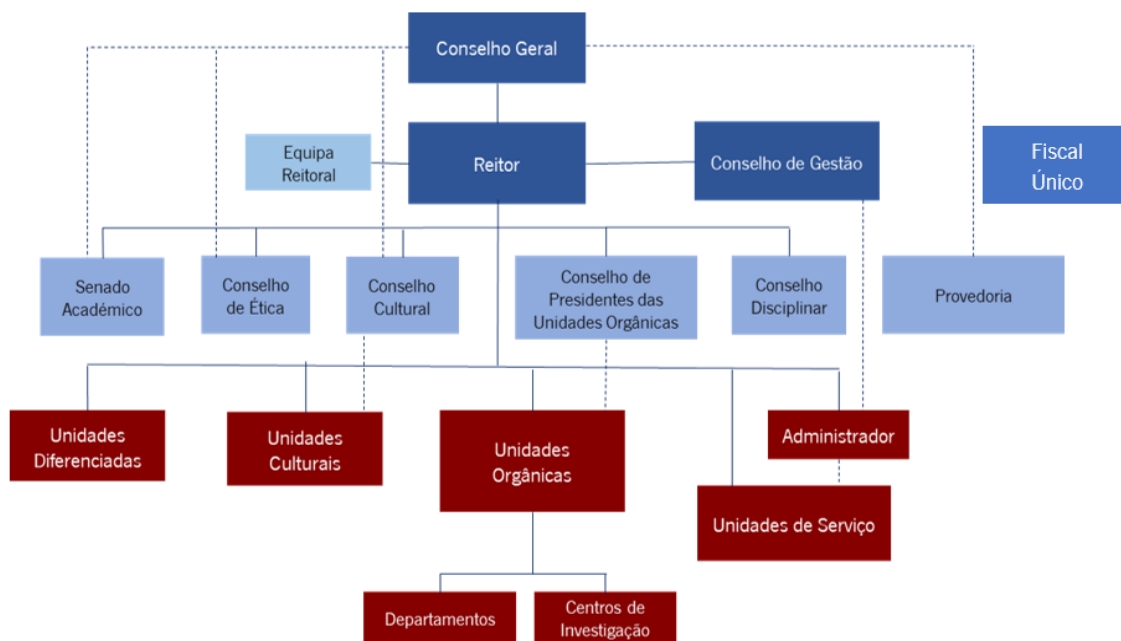 Conselho Geral
Equipa
Reitoral
Reitor
Conselho de Gestão
Fiscal
Único
Senado
Académico
Conselho
de Ética
Conselho
Cultural
Conselho de
Presidentes das
Unidades Orgânicas
Conselho
Disciplinar
Provedoria
Unidades
Diferenciadas
Unidades
Culturais
Unidades
Orgânicas
Administrador
Unidades de Serviço
Departamentos
Centros de
Investigação